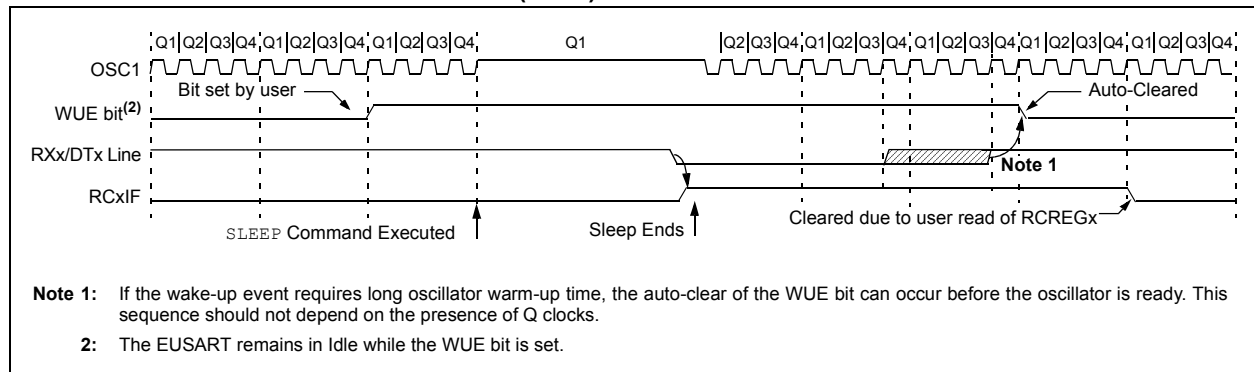 Q1 Q2 Q3 Q4 Q1 Q2 Q3 Q4 Q1 Q2 Q3 Q4 Q1 Q2 Q3 Q4 Q1 Q2 Q3 Q4 Q1 Q2 Q3 Q4 Q1 Q2 Q3 Q4 Q1 Q2 Q3 Q4
OSC1
Bit set by user
Auto-Cleared
WUE bit(2)
RXx/DTx Line
Note 1
RCxIF
Cleared due to user read of RCREGx
SLEEP Command Executed
Sleep Ends
Note 1: If the wake-up event requires long oscillator warm-up time, the auto-clear of the WUE bit can occur before the oscillator is ready. This
sequence should not depend on the presence of Q clocks.
2: The EUSART remains in Idle while the WUE bit is set.